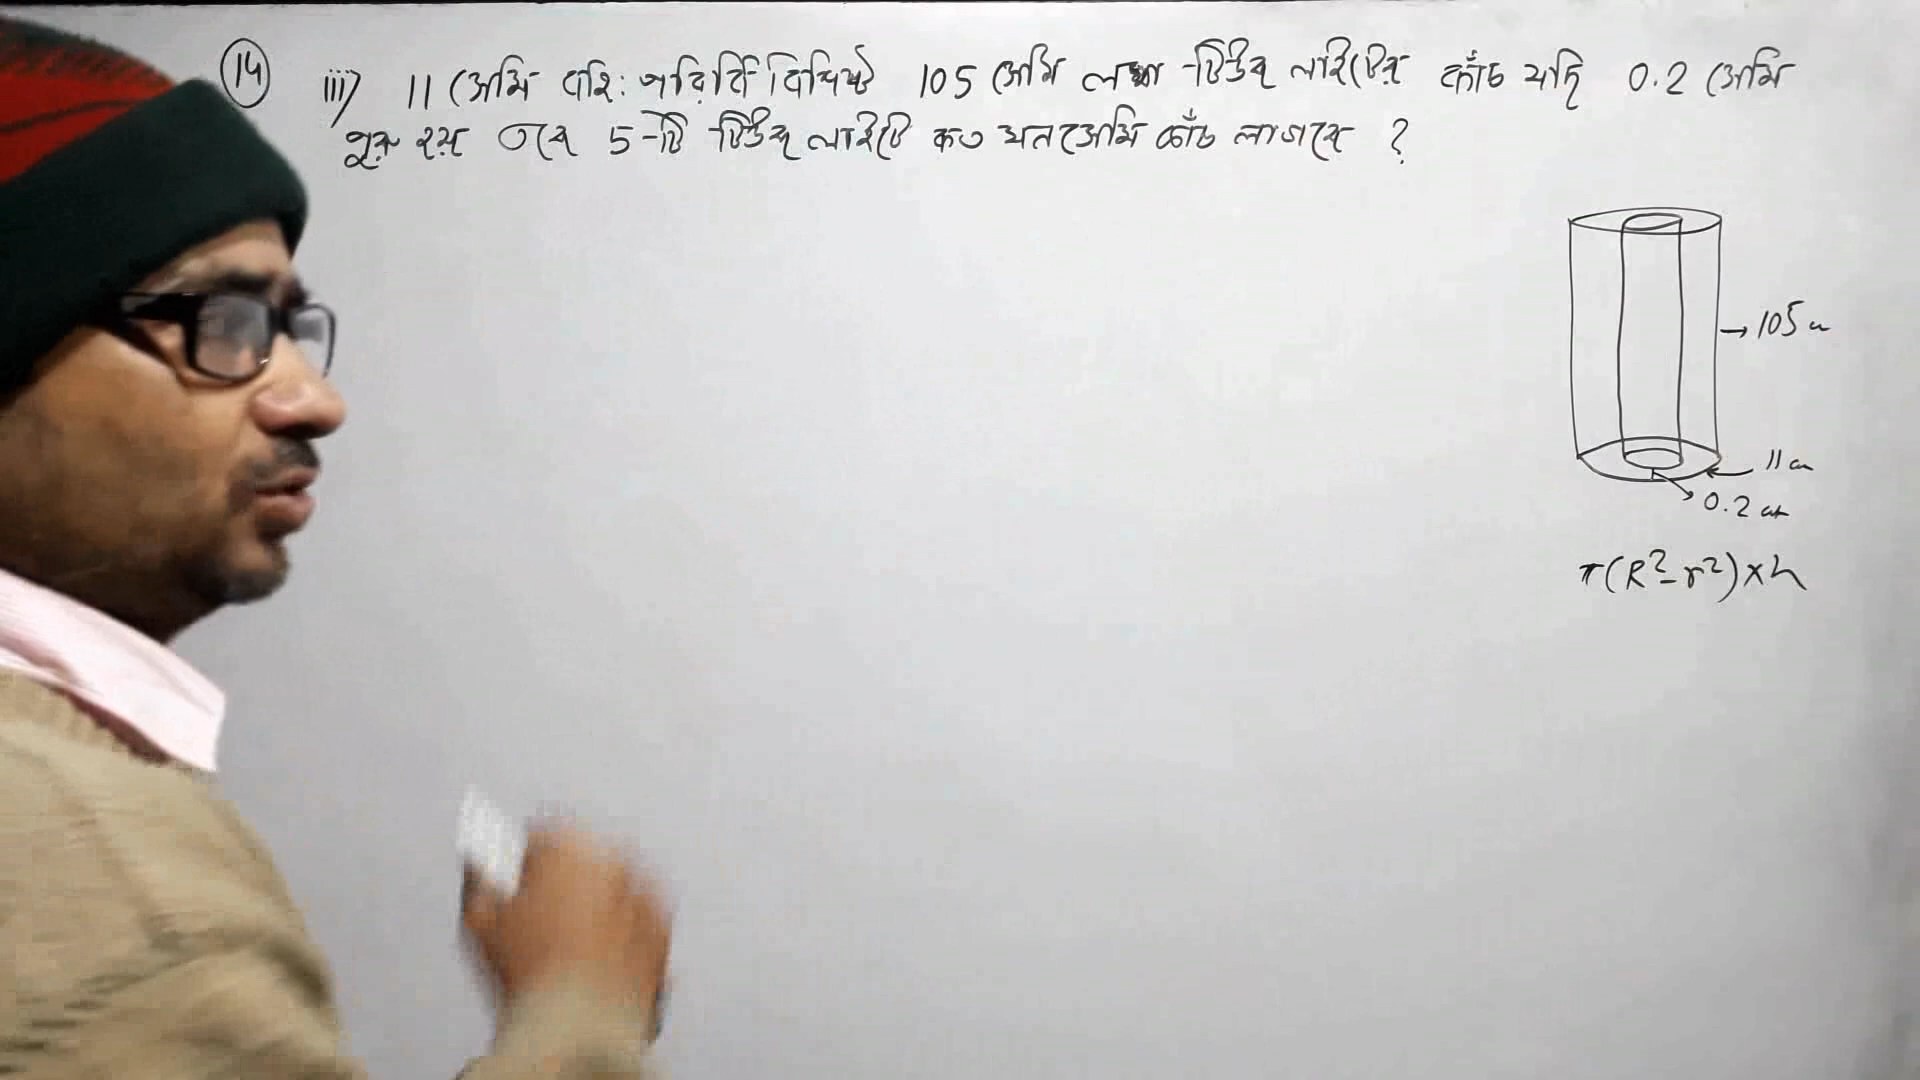 14 iii) 11 সেমি বহিঃ পরিধি বিশিষ্ট 105 সেমি লম্বা টিউব লাইটের কাঁচ যদি 0.2 সেমি
পুরু হয় তবে 5-টি টিউব লাইটে কত ঘনসেমি কাঁচ লাগবে ?
→ 105 cm
11 cm
0.2 cm
π(R²-r²)×h